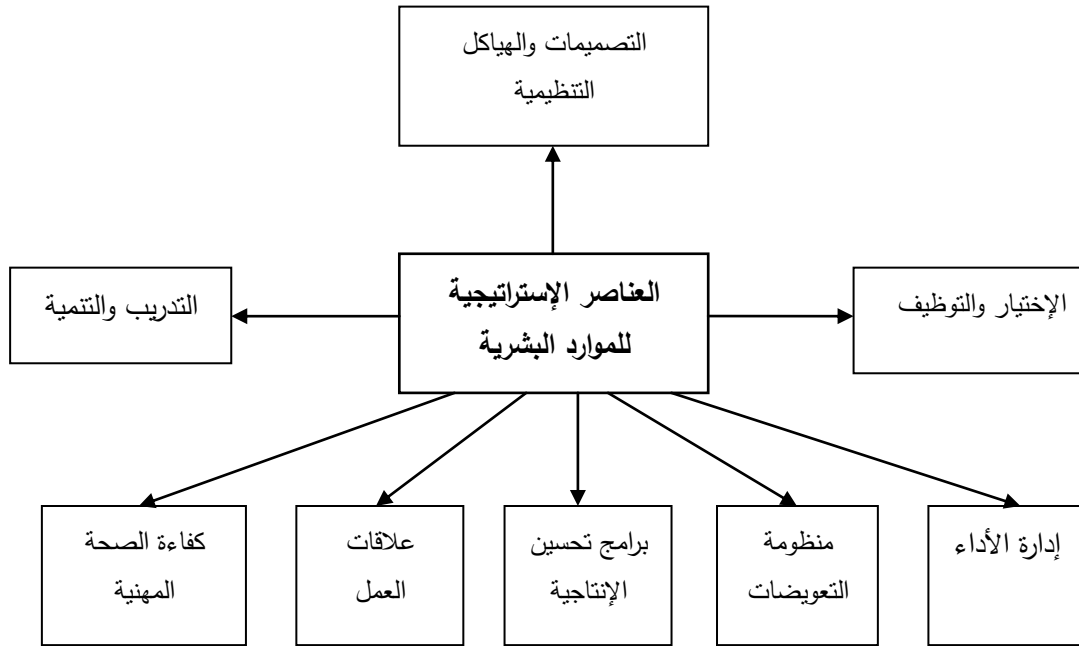 التصميمات والهياكل
التنظيمية
الإختيار والتوظيف
العناصر الإستراتيجية
للموارد البشرية
التدريب والتنمية
إدارة الأداء
منظومة
التعويضات
برامج تحسين
الإنتاجية
علاقات
العمل
كفاءة الصحة
المهنية